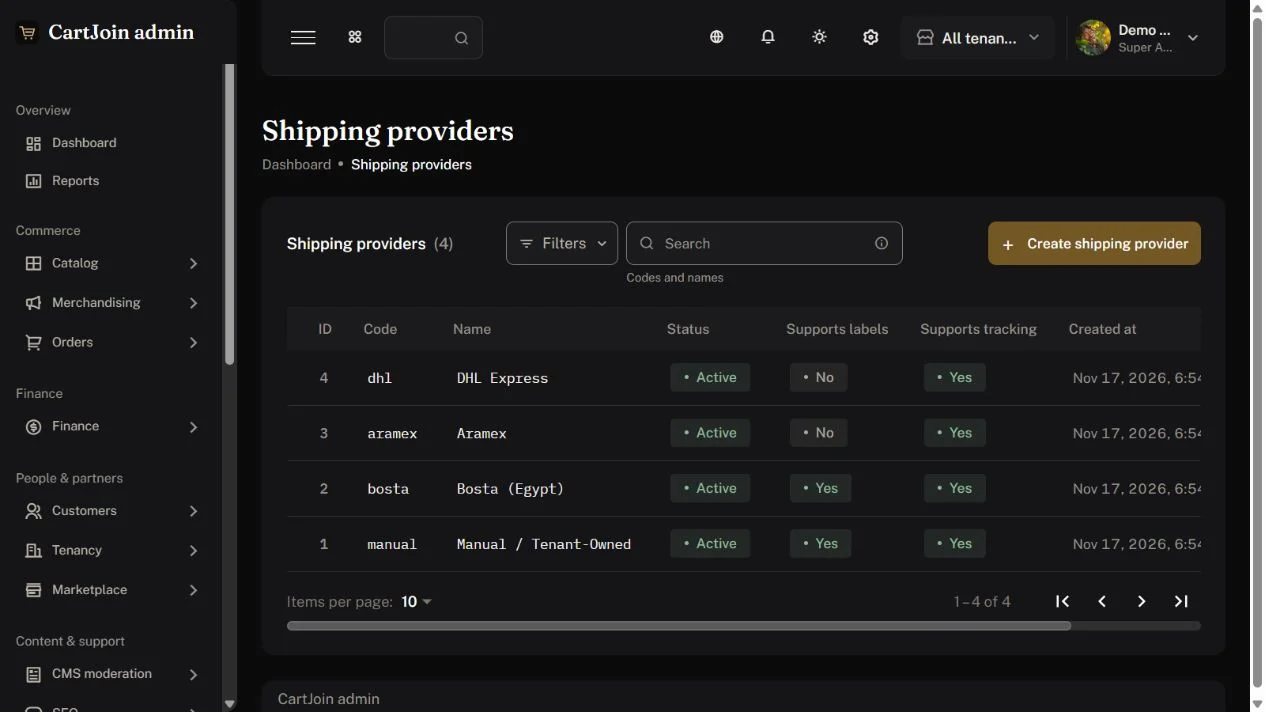 CartJoin admin
Overview
Dashboard
Reports
Commerce
Catalog
Merchandising
Orders
Finance
Finance
People & partners
Customers
Tenancy
Marketplace
Content & support
CMS moderation
SEO
All tenan...
Demo ...
Super A...
Shipping providers
Dashboard • Shipping providers
Shipping providers (4)
Filters
Search
Codes and names
+ Create shipping provider
ID Code Name Status Supports labels Supports tracking Created at
4 dhl DHL Express • Active • No • Yes Nov 17, 2026, 6:54
3 aramex Aramex • Active • No • Yes Nov 17, 2026, 6:54
2 bosta Bosta (Egypt) • Active • Yes • Yes Nov 17, 2026, 6:54
1 manual Manual / Tenant-Owned • Active • Yes • Yes Nov 17, 2026, 6:54
Items per page: 10
1–4 of 4
CartJoin admin